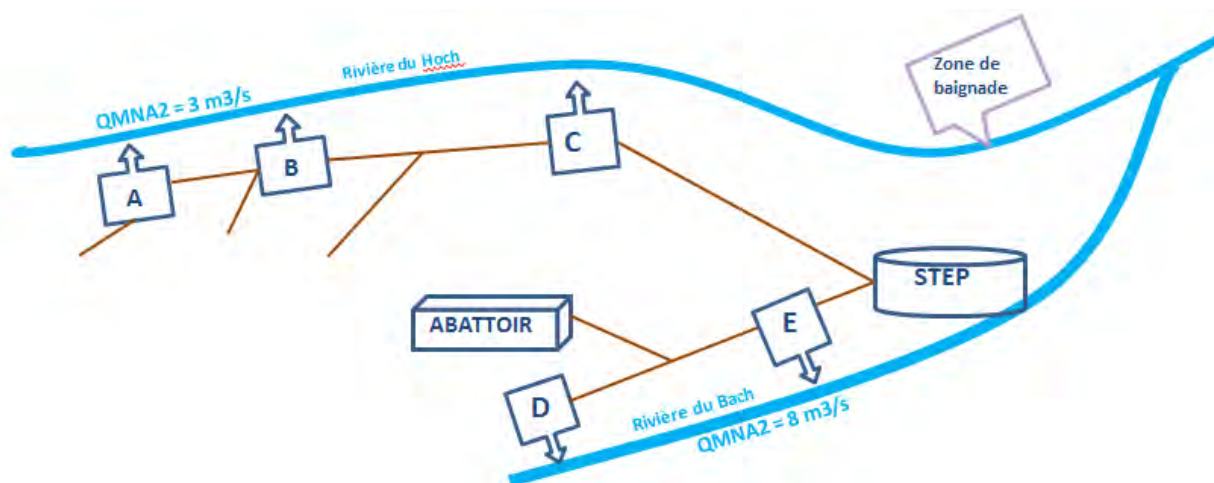 Rivière du Hoch
QMNA2 = 3 m3/s
Zone de
baignade
A
B
C
STEP
ABATTOIR
E
D
Rivière du Bach
QMNA2 = 8 m3/s